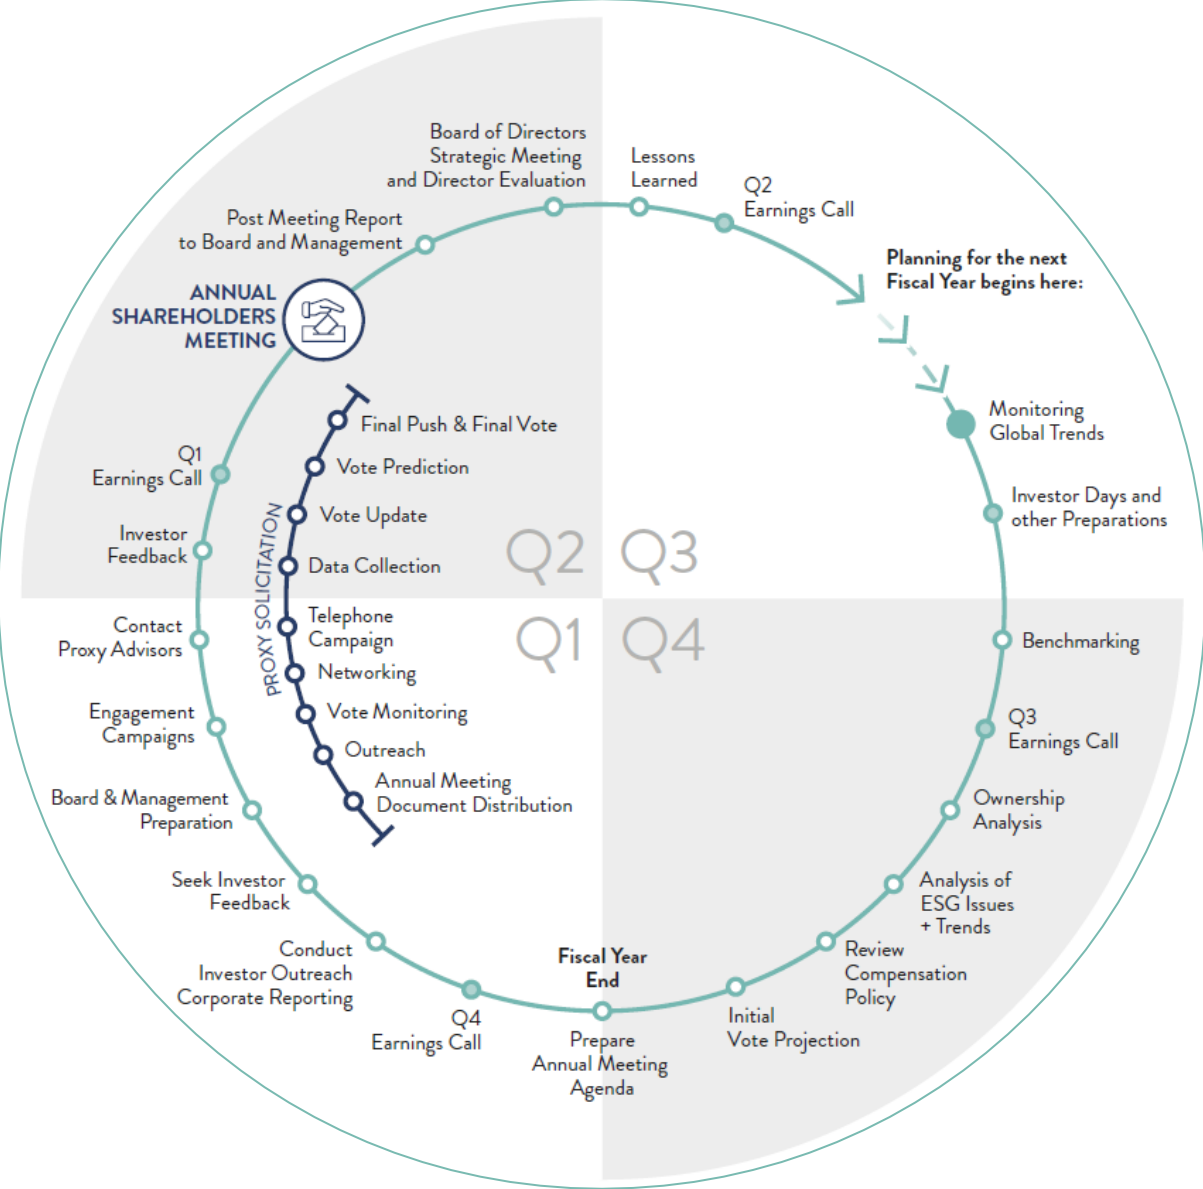 Board of Directors
Strategic Meeting
and Director Evaluation
Lessons
Learned
Q2
Earnings Call
Planning for the next
Fiscal Year begins here:
Monitoring
Global Trends
Investor Days and
other Preparations
Benchmarking
Q3
Earnings Call
Ownership
Analysis
Analysis of
ESG Issues
+ Trends
Review
Compensation
Policy
Initial
Vote Projection
Fiscal Year
End
Prepare
Annual Meeting
Agenda
Q4
Earnings Call
Conduct
Investor Outreach
Corporate Reporting
Seek Investor
Feedback
Board & Management
Preparation
Engagement
Campaigns
Contact
Proxy Advisors
Investor
Feedback
Q1
Earnings Call
ANNUAL
SHAREHOLDERS
MEETING
Post Meeting Report
to Board and Management
PROXY SOLICITATION
Final Push & Final Vote
Vote Prediction
Vote Update
Data Collection
Telephone
Campaign
Networking
Vote Monitoring
Outreach
Annual Meeting
Document Distribution
Q2
Q3
Q1
Q4